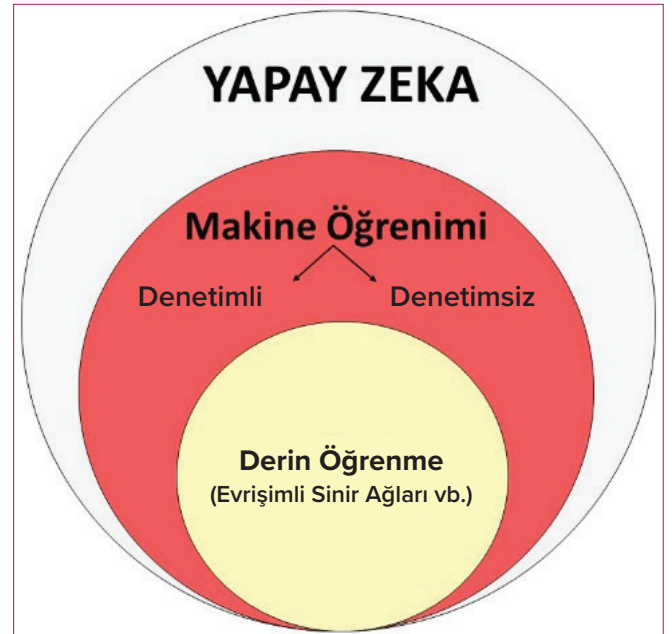 YAPAY ZEKA
Makine Öğrenimi
Denetimli Denetimsiz
Derin Öğrenme
(Evrişimli Sinir Ağları vb.)